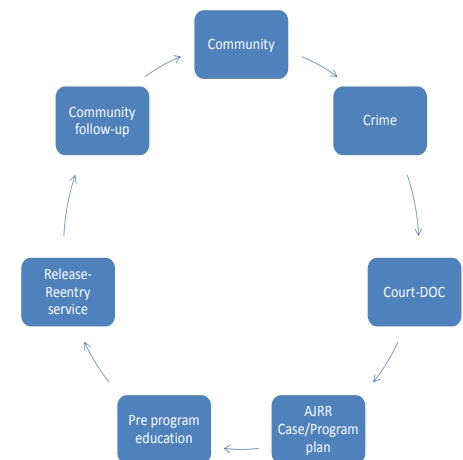 Community
Crime
Court-DOC
AJRR
Case/Program
plan
Pre program
education
Release-
Reentry
service
Community
follow-up